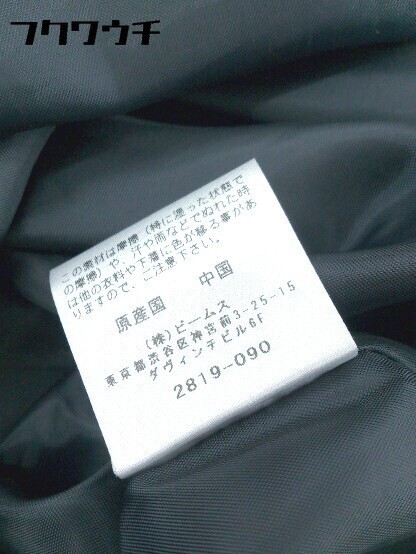 フクワウチ
この素材は摩擦(特に湿った状態で
の摩擦)や、汗や雨などでぬれた時
は他の衣料や下着に色が移る事があ
りますので、ご注意下さい。
原産国 中国
(株)ビームス
東京都渋谷区神宮前3-25-15
ダヴィンチビル6F
2819-090